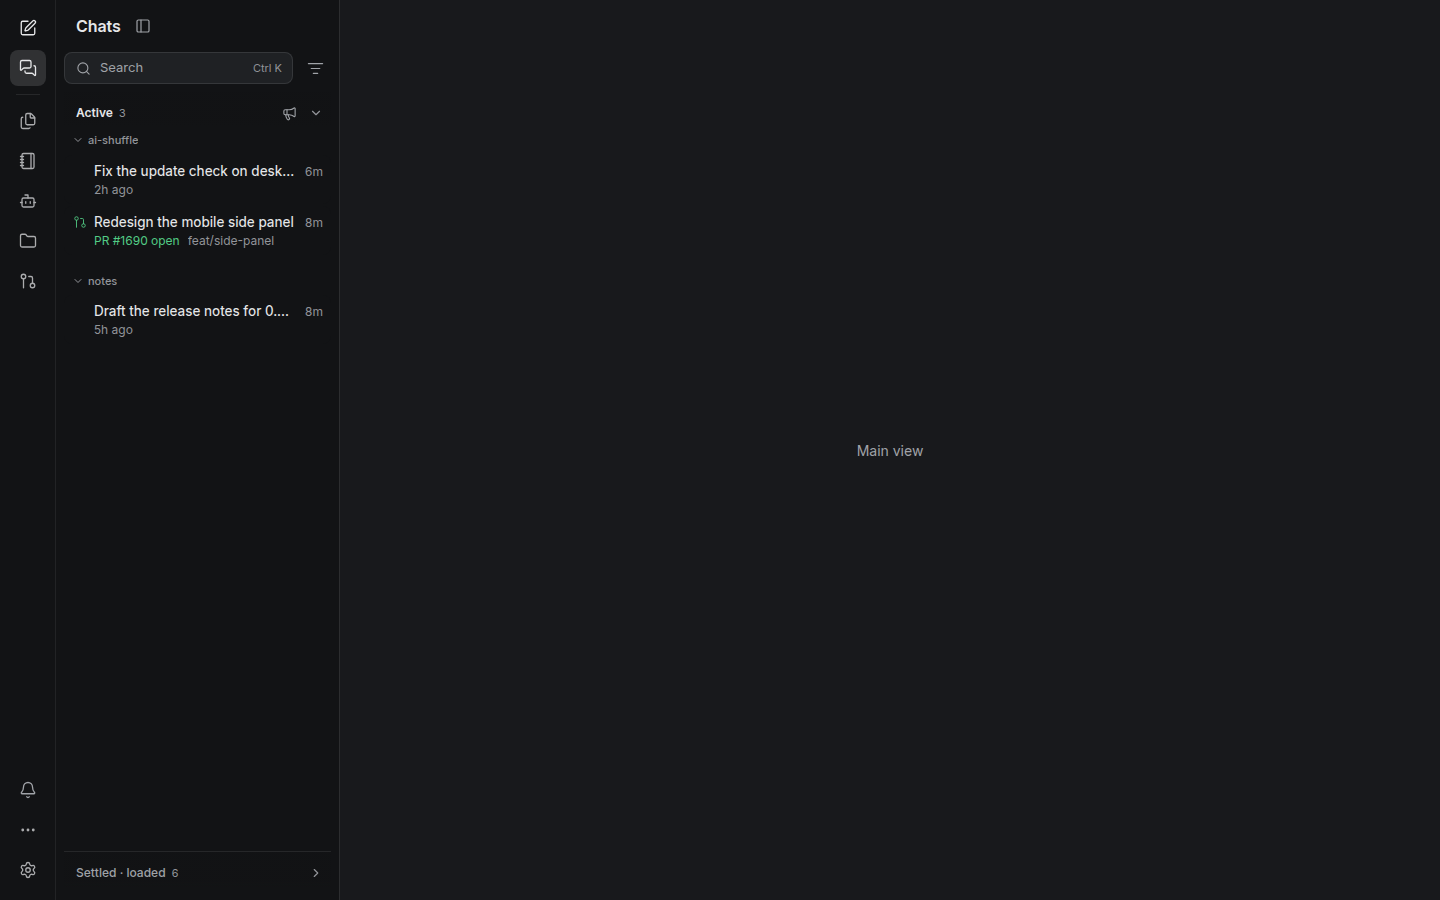 Chats
Search Ctrl K
Active 3
ai-shuffle
Fix the update check on desk... 6m
2h ago
Redesign the mobile side panel 8m
PR #1690 open feat/side-panel
notes
Draft the release notes for 0.... 8m
5h ago
Main view
Settled · loaded 6